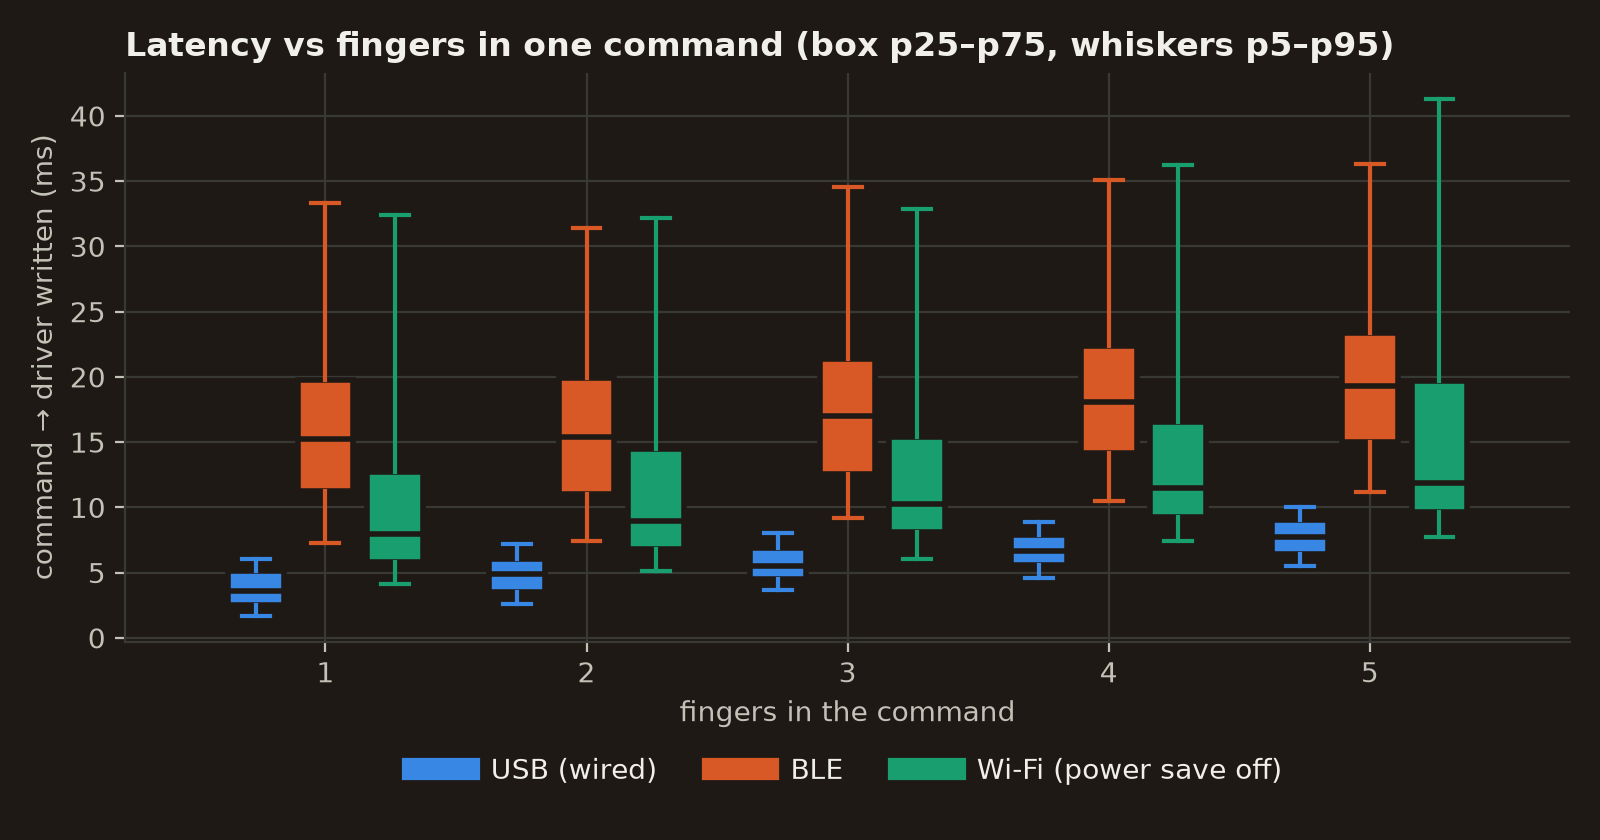 Latency vs fingers in one command (box p25–p75, whiskers p5–p95)
command → driver written (ms)
40
35
30
25
20
15
10
5
0
1 2 3 4 5
fingers in the command
USB (wired) BLE Wi-Fi (power save off)